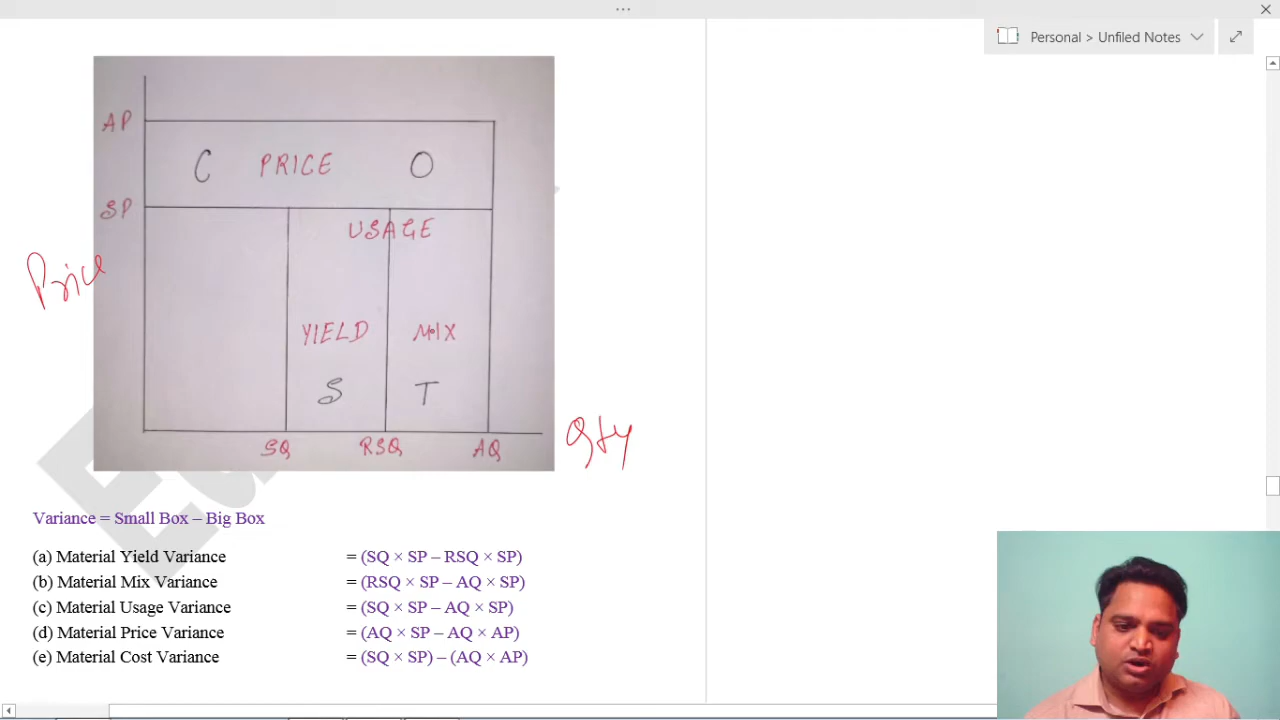 Personal > Unfiled Notes
AP
C PRICE O
SP
USAGE
Price
YIELD MIX
S T
SQ RSQ AQ
Qty
Variance = Small Box – Big Box
(a) Material Yield Variance = (SQ × SP – RSQ × SP)
(b) Material Mix Variance = (RSQ × SP – AQ × SP)
(c) Material Usage Variance = (SQ × SP – AQ × SP)
(d) Material Price Variance = (AQ × SP – AQ × AP)
(e) Material Cost Variance = (SQ × SP) – (AQ × AP)